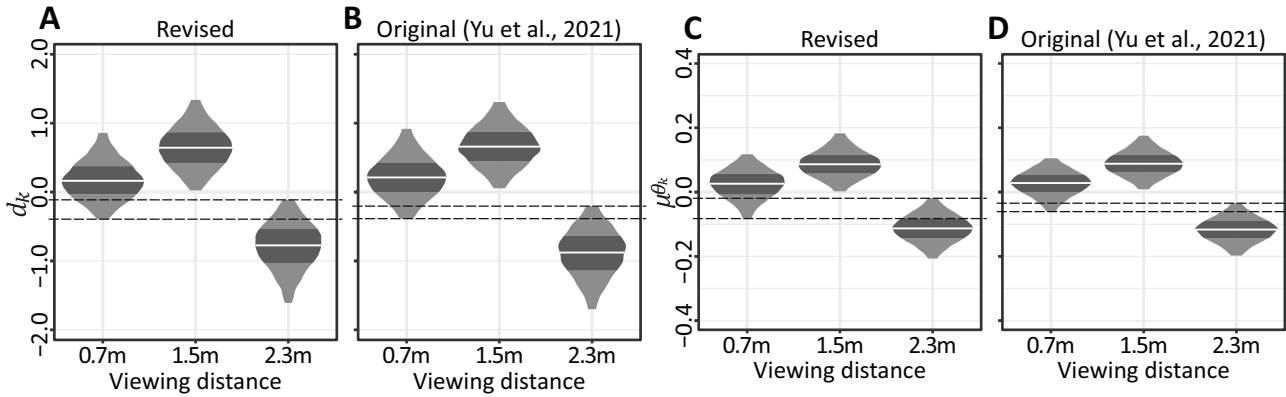 A
Revised
2.0
1.0
0.0
−1.0
−2.0
d_k
0.7m
1.5m
2.3m
Viewing distance
B
Original (Yu et al., 2021)
0.7m
1.5m
2.3m
Viewing distance
C
Revised
0.4
0.2
0.0
−0.2
−0.4
μ^θ_k
0.7m
1.5m
2.3m
Viewing distance
D
Original (Yu et al., 2021)
0.7m
1.5m
2.3m
Viewing distance